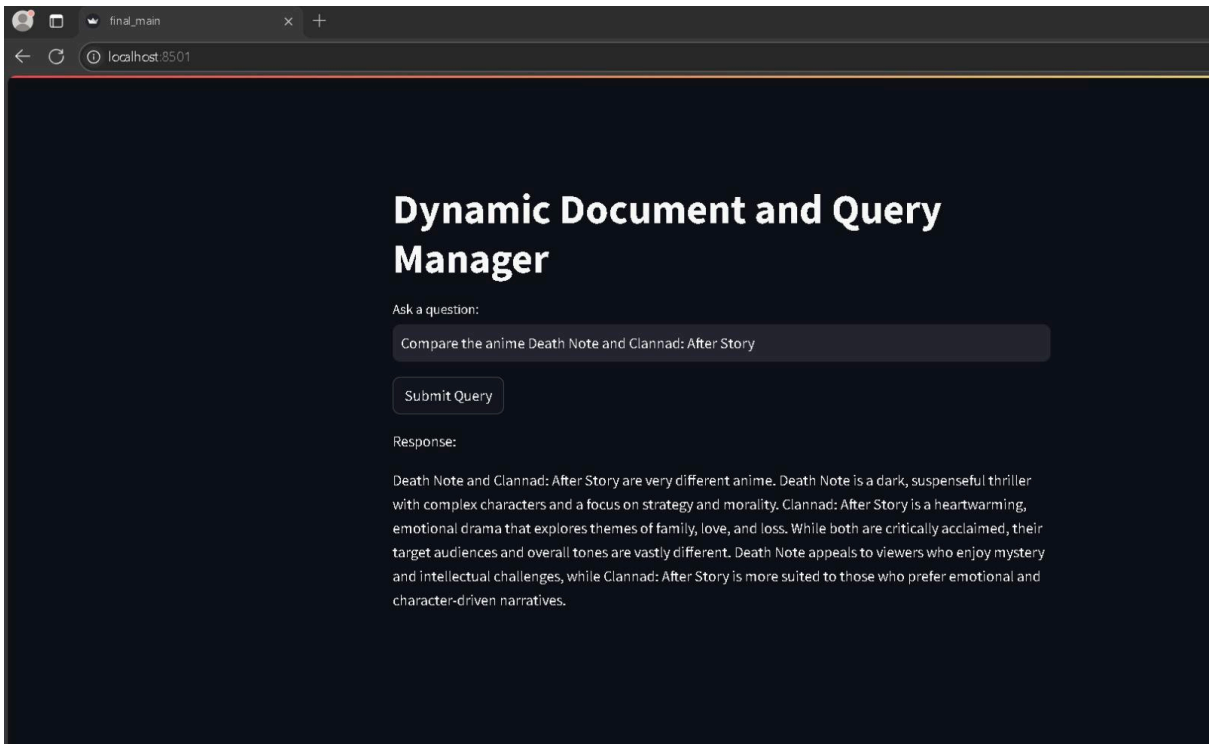 final_main
localhost:8501
Dynamic Document and Query
Manager
Ask a question:
Compare the anime Death Note and Clannad: After Story
Submit Query
Response:
Death Note and Clannad: After Story are very different anime. Death Note is a dark, suspenseful thriller
with complex characters and a focus on strategy and morality. Clannad: After Story is a heartwarming,
emotional drama that explores themes of family, love, and loss. While both are critically acclaimed, their
target audiences and overall tones are vastly different. Death Note appeals to viewers who enjoy mystery
and intellectual challenges, while Clannad: After Story is more suited to those who prefer emotional and
character-driven narratives.